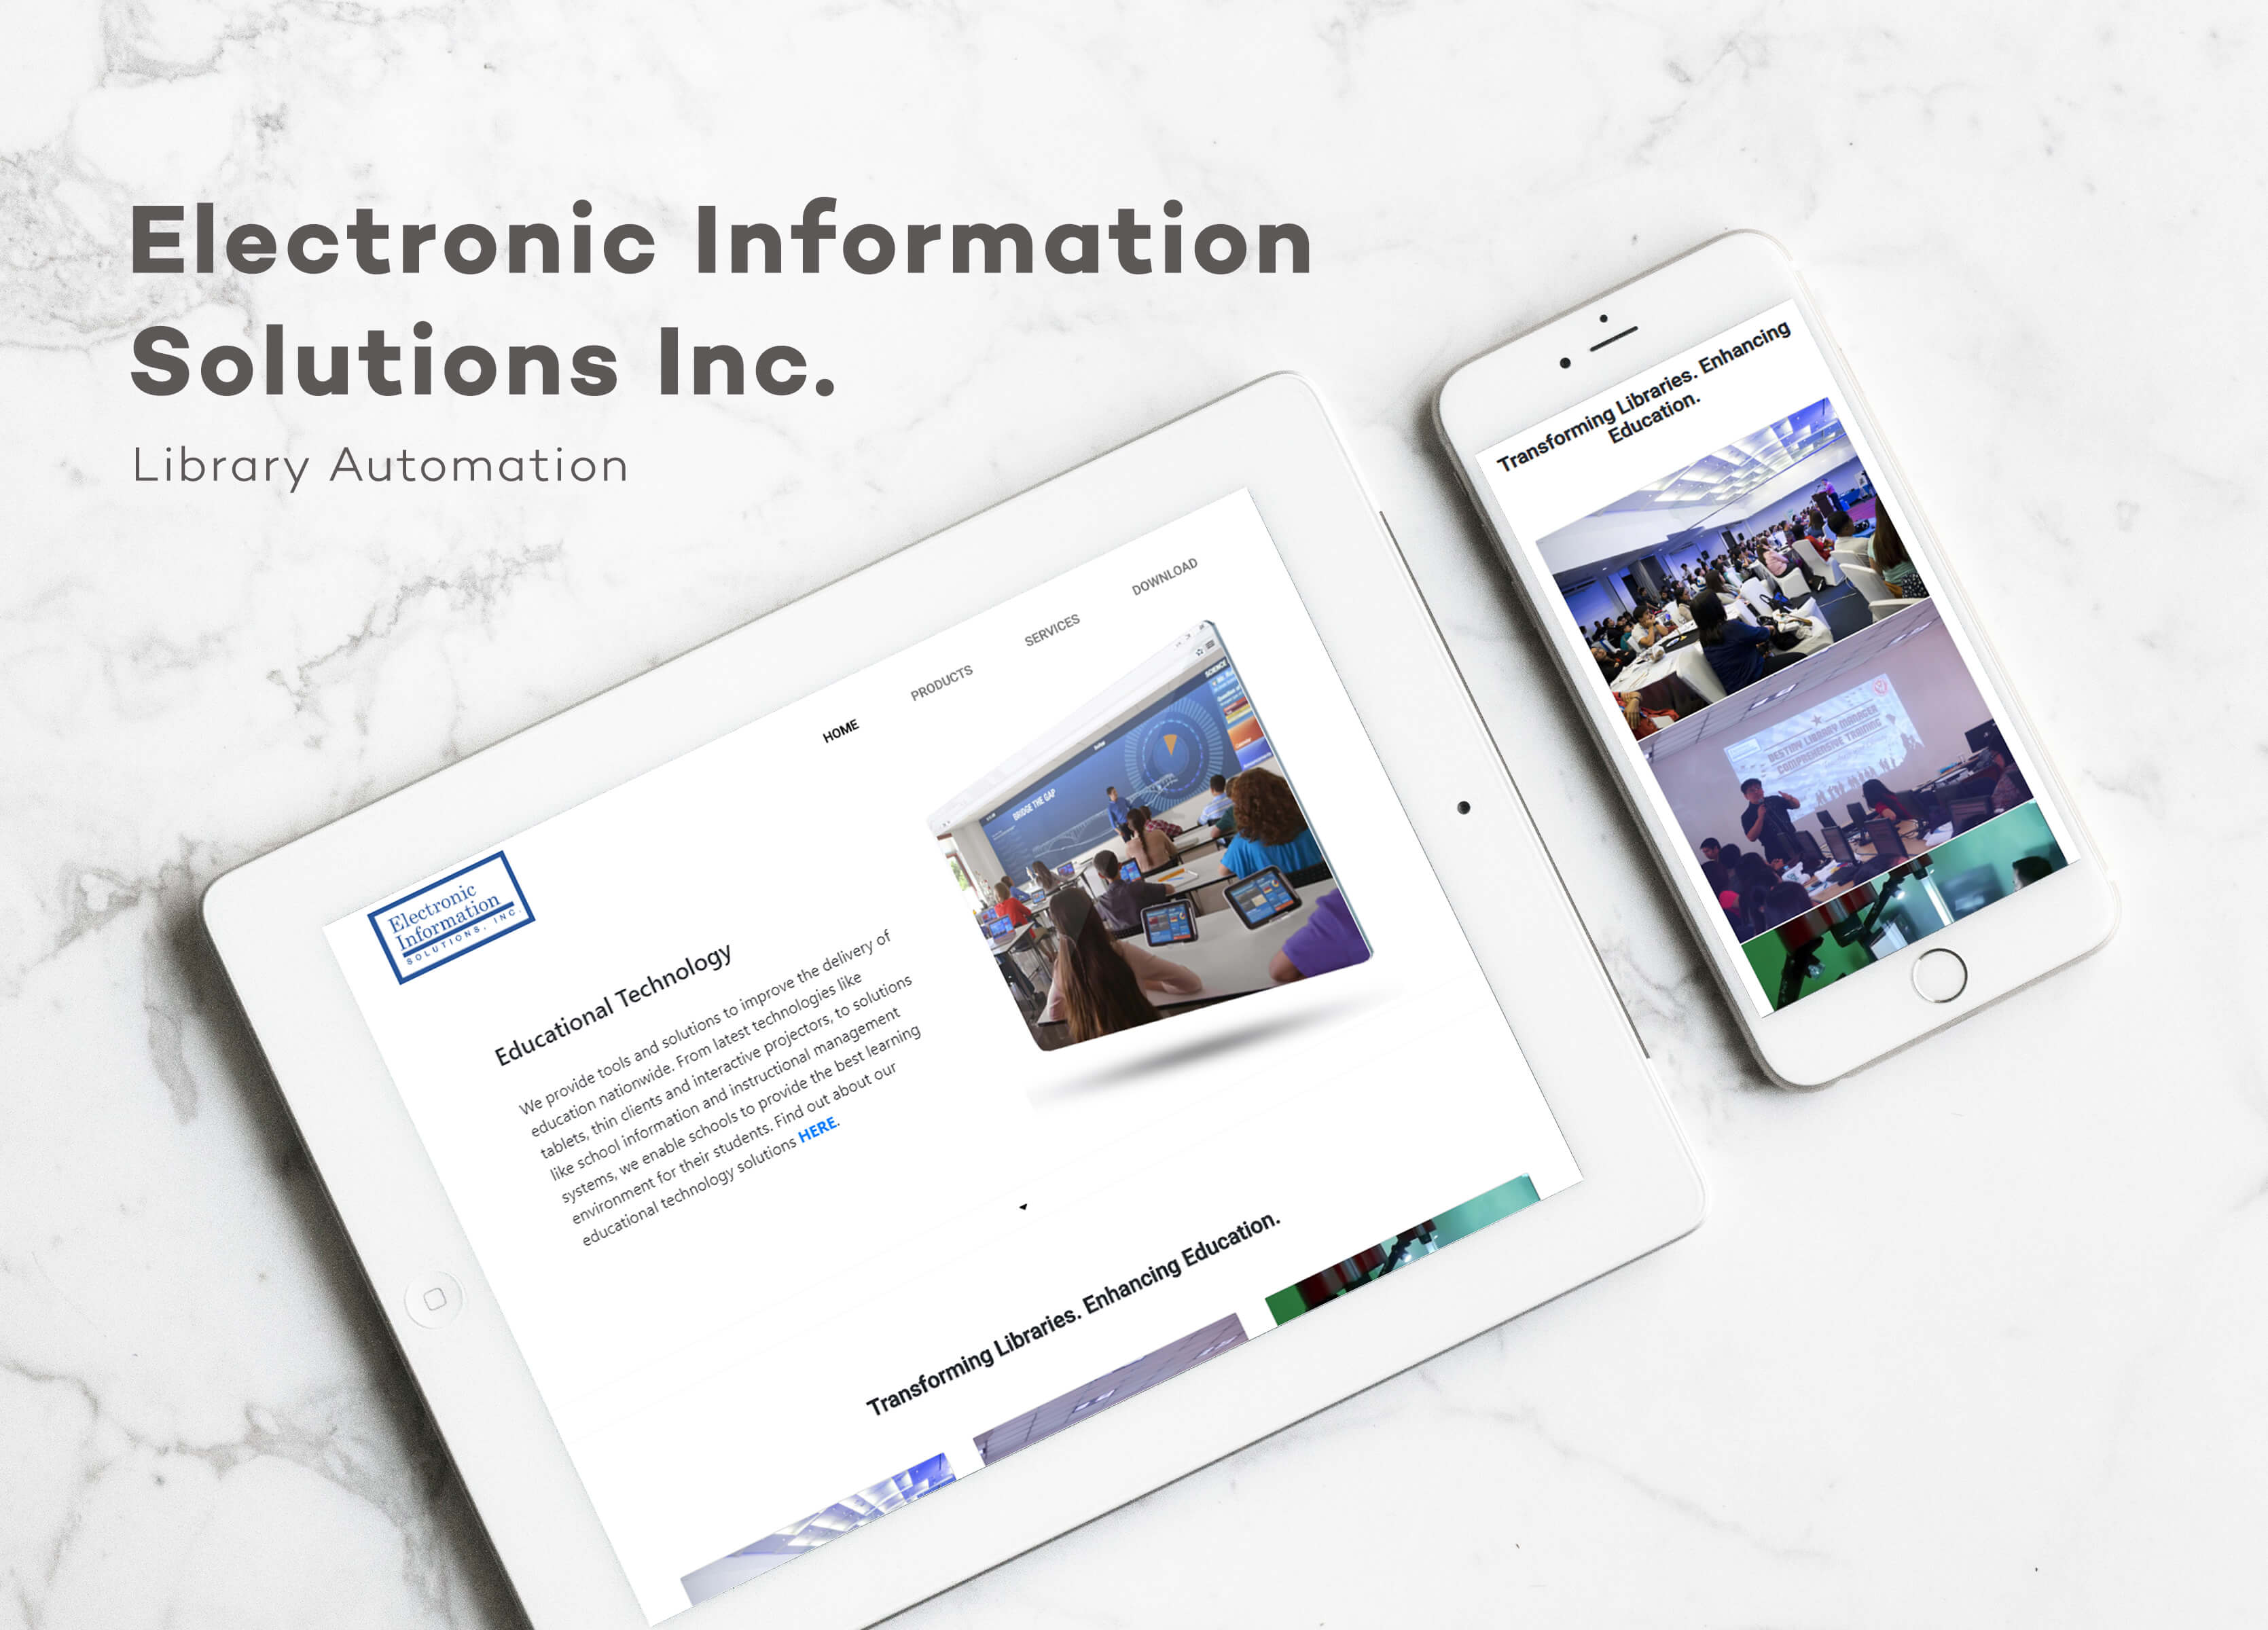 Electronic Information
Solutions Inc.
Library Automation
HOME
PRODUCTS
SERVICES
DOWNLOAD
Electronic
Information
SOLUTIONS, INC.
Educational Technology
We provide tools and solutions to improve the delivery of
education nationwide. From latest technologies like
tablets, thin clients and interactive projectors, to solutions
like school information and instructional management
systems, we enable schools to provide the best learning
environment for their students. Find out about our
educational technology solutions HERE.
BRIDGE THE GAP
SCIENCE
Transforming Libraries. Enhancing Education.
Transforming Libraries. Enhancing
Education.
DESTINY LIBRARY MANAGER
COMPREHENSIVE TRAINING